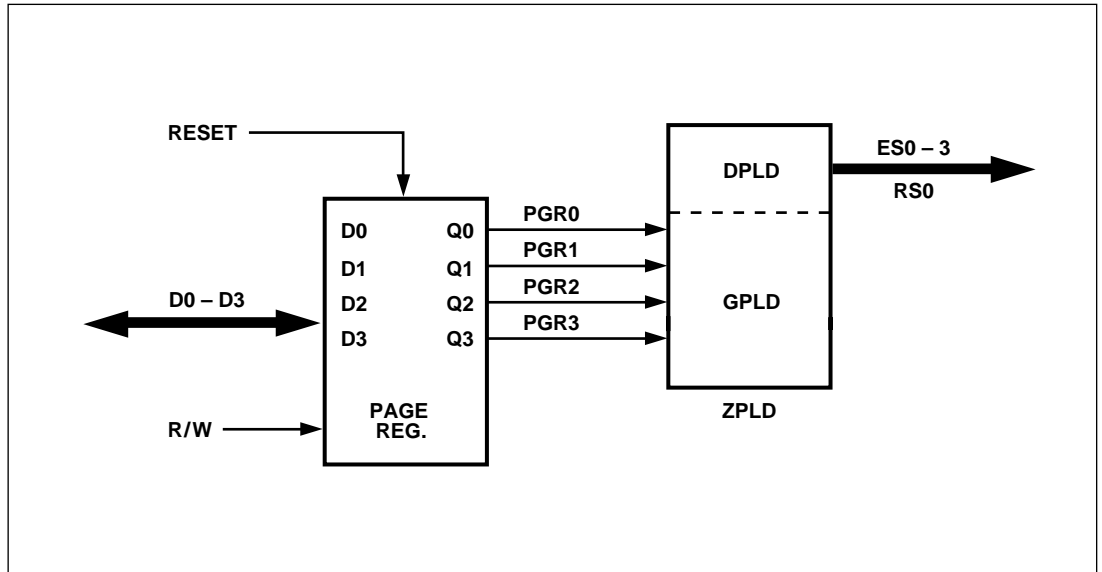 RESET
D0 – D3
R/W
D0 Q0
D1 Q1
D2 Q2
D3 Q3
PAGE
REG.
PGR0
PGR1
PGR2
PGR3
DPLD
GPLD
ZPLD
ES0 – 3
RS0